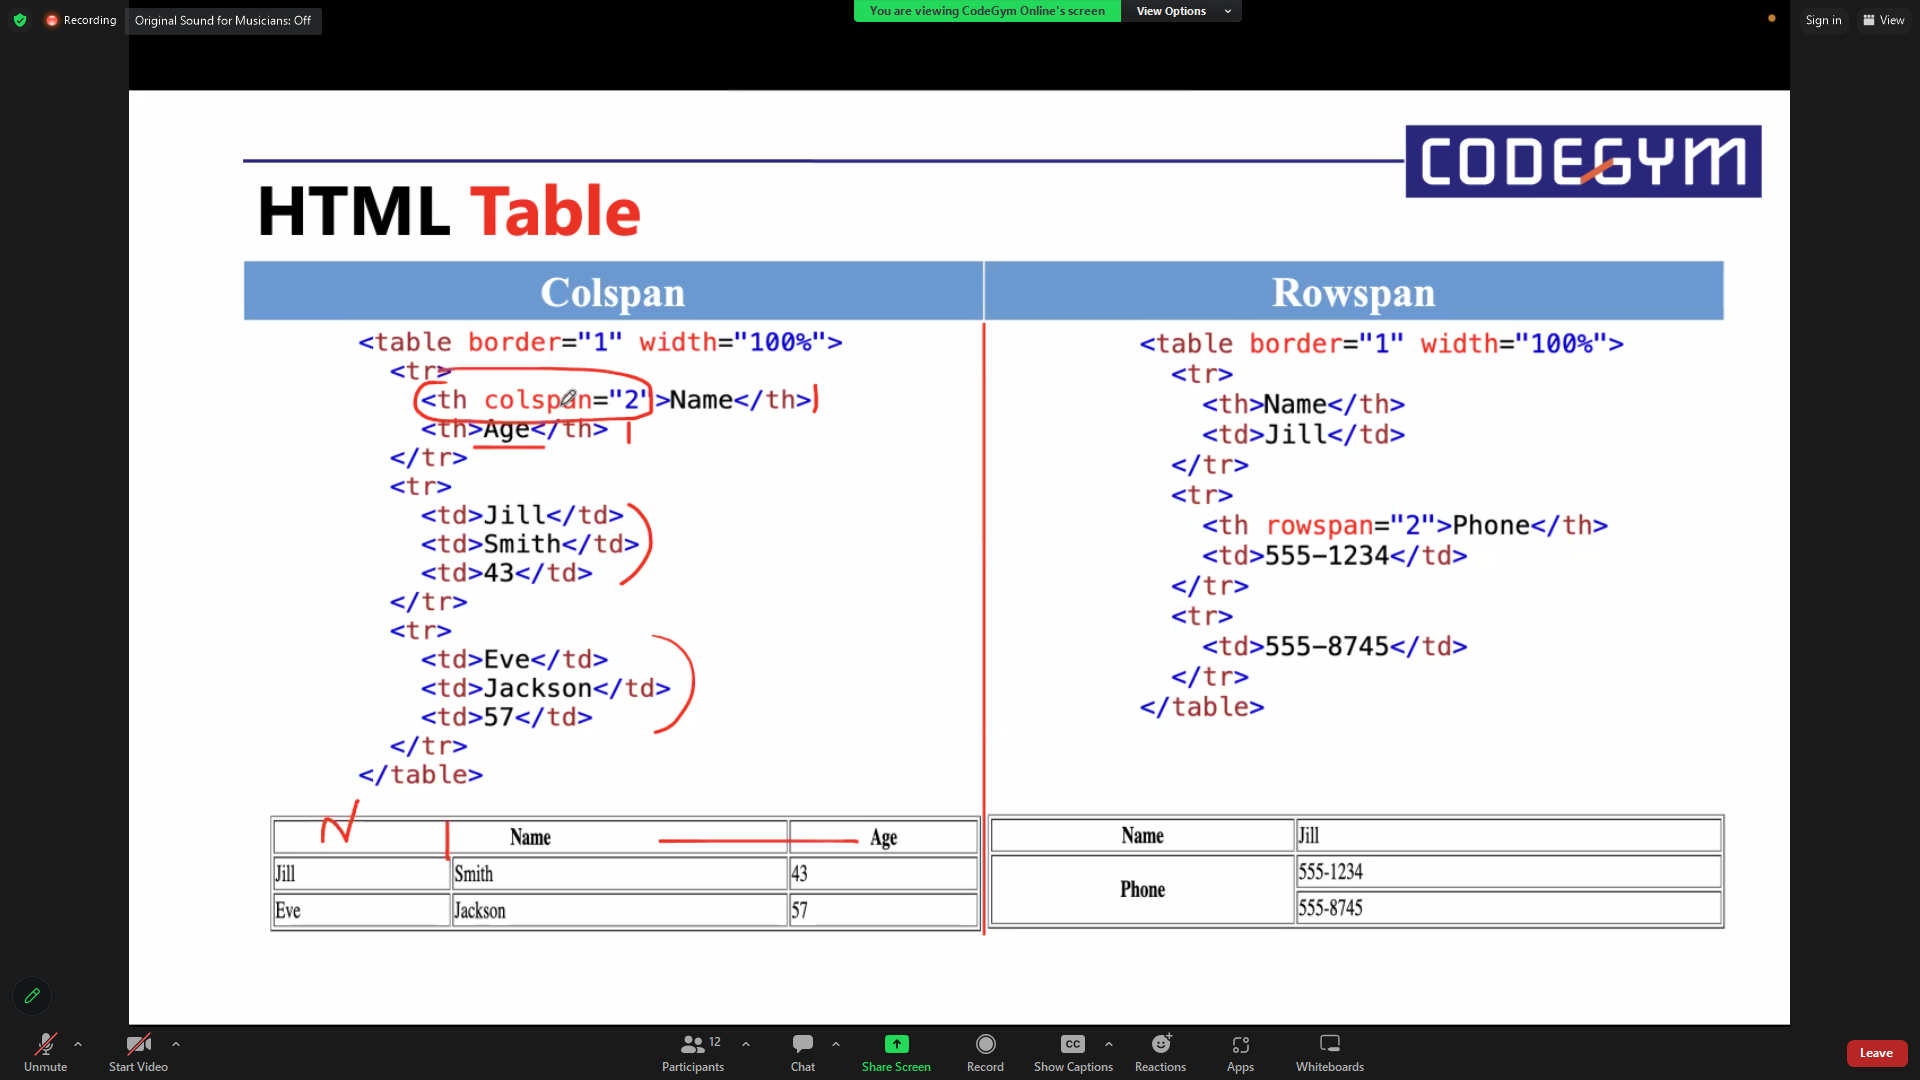 Recording
Original Sound for Musicians: Off
You are viewing CodeGym Online's screen
View Options
Sign in
View
CODEGYM
HTML Table
Colspan
<table border="1" width="100%">
<tr>
<th colspan="2">Name</th>
<th>Age</th>
</tr>
<tr>
<td>Jill</td>
<td>Smith</td>
<td>43</td>
</tr>
<tr>
<td>Eve</td>
<td>Jackson</td>
<td>57</td>
</tr>
</table>
N
Name Age
Jill Smith 43
Eve Jackson 57
Rowspan
<table border="1" width="100%">
<tr>
<th>Name</th>
<td>Jill</td>
</tr>
<tr>
<th rowspan="2">Phone</th>
<td>555-1234</td>
</tr>
<tr>
<td>555-8745</td>
</tr>
</table>
Name Jill
Phone 555-1234
555-8745
Unmute
Start Video
12
Participants
Chat
Share Screen
Record
CC
Show Captions
Reactions
Apps
Whiteboards
Leave